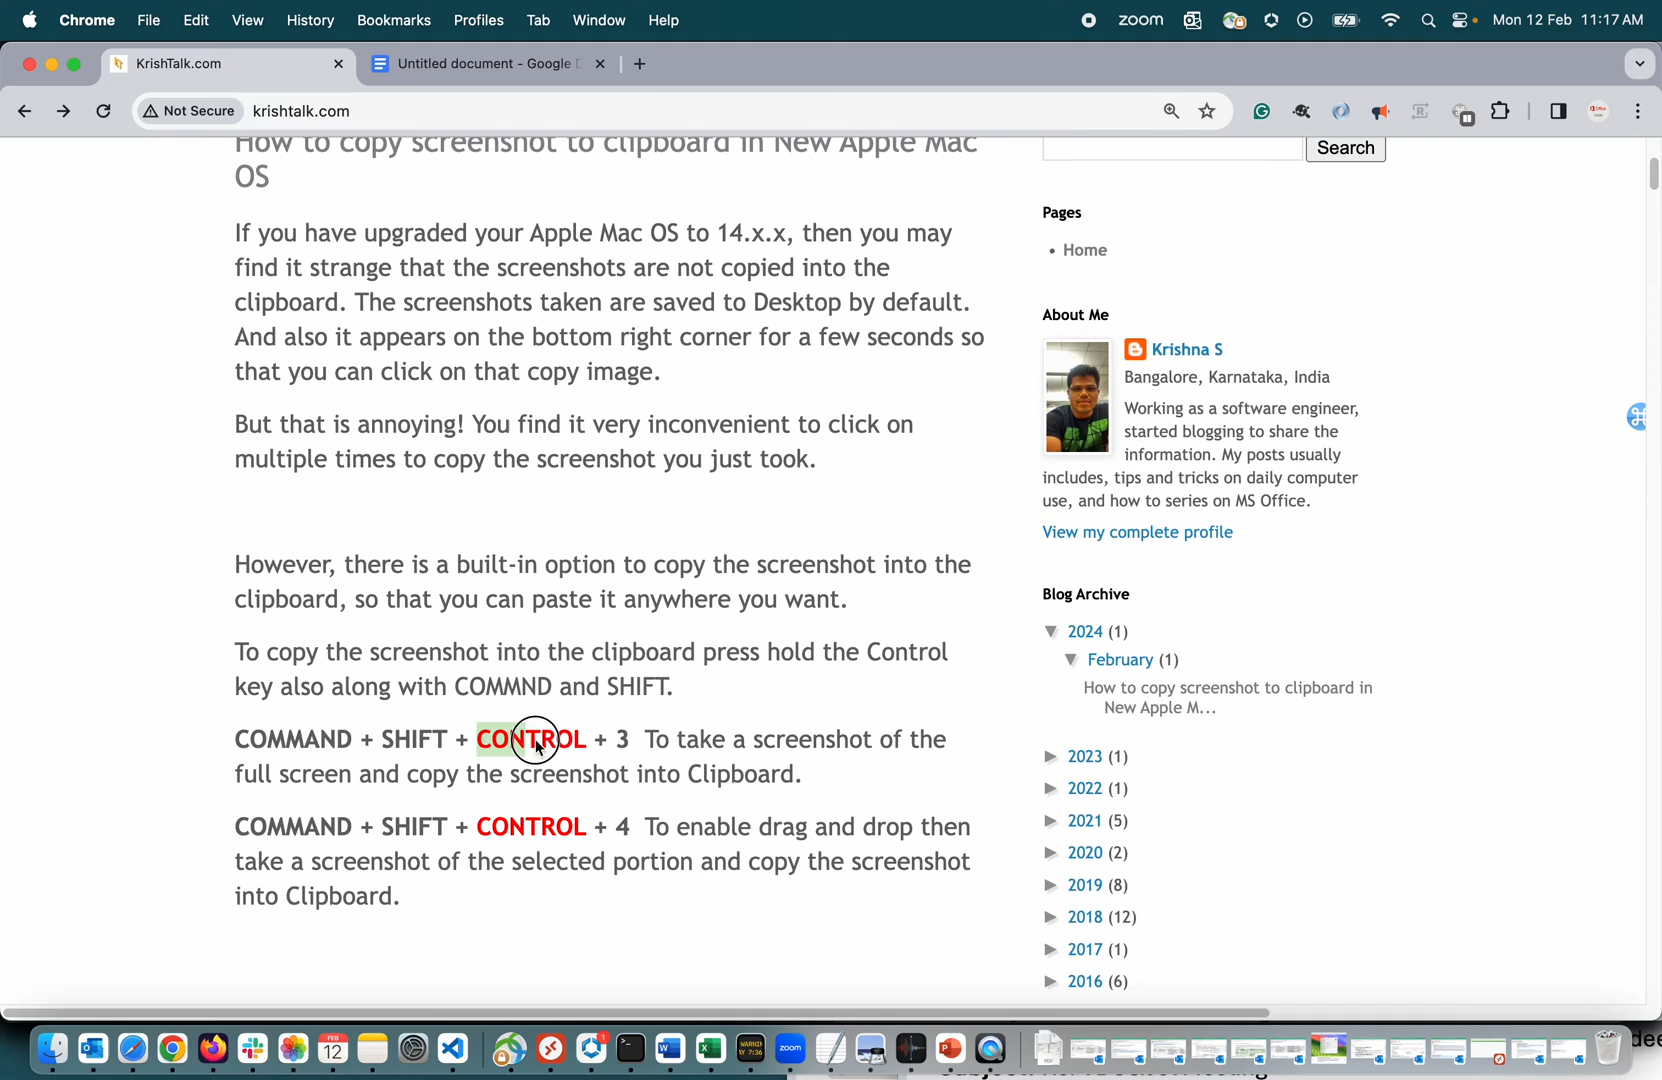 Chrome File Edit View History Bookmarks Profiles Tab Window Help zoom Mon 12 Feb 11:17 AM
KrishTalk.com
Untitled document - Google
Not Secure krishtalk.com
How to copy screenshot to clipboard in New Apple Mac
OS
If you have upgraded your Apple Mac OS to 14.x.x, then you may
find it strange that the screenshots are not copied into the
clipboard. The screenshots taken are saved to Desktop by default.
And also it appears on the bottom right corner for a few seconds so
that you can click on that copy image.
But that is annoying! You find it very inconvenient to click on
multiple times to copy the screenshot you just took.
However, there is a built-in option to copy the screenshot into the
clipboard, so that you can paste it anywhere you want.
To copy the screenshot into the clipboard press hold the Control
key also along with COMMND and SHIFT.
COMMAND + SHIFT + CONTROL + 3 To take a screenshot of the
full screen and copy the screenshot into Clipboard.
COMMAND + SHIFT + CONTROL + 4 To enable drag and drop then
take a screenshot of the selected portion and copy the screenshot
into Clipboard.
Search
Pages
• Home
About Me
Krishna S
Bangalore, Karnataka, India
Working as a software engineer,
started blogging to share the
information. My posts usually
includes, tips and tricks on daily computer
use, and how to series on MS Office.
View my complete profile
Blog Archive
▼ 2024 (1)
▼ February (1)
How to copy screenshot to clipboard in
New Apple M...
► 2023 (1)
► 2022 (1)
► 2021 (5)
► 2020 (2)
► 2019 (8)
► 2018 (12)
► 2017 (1)
► 2016 (6)
FEB
12
1
zoom